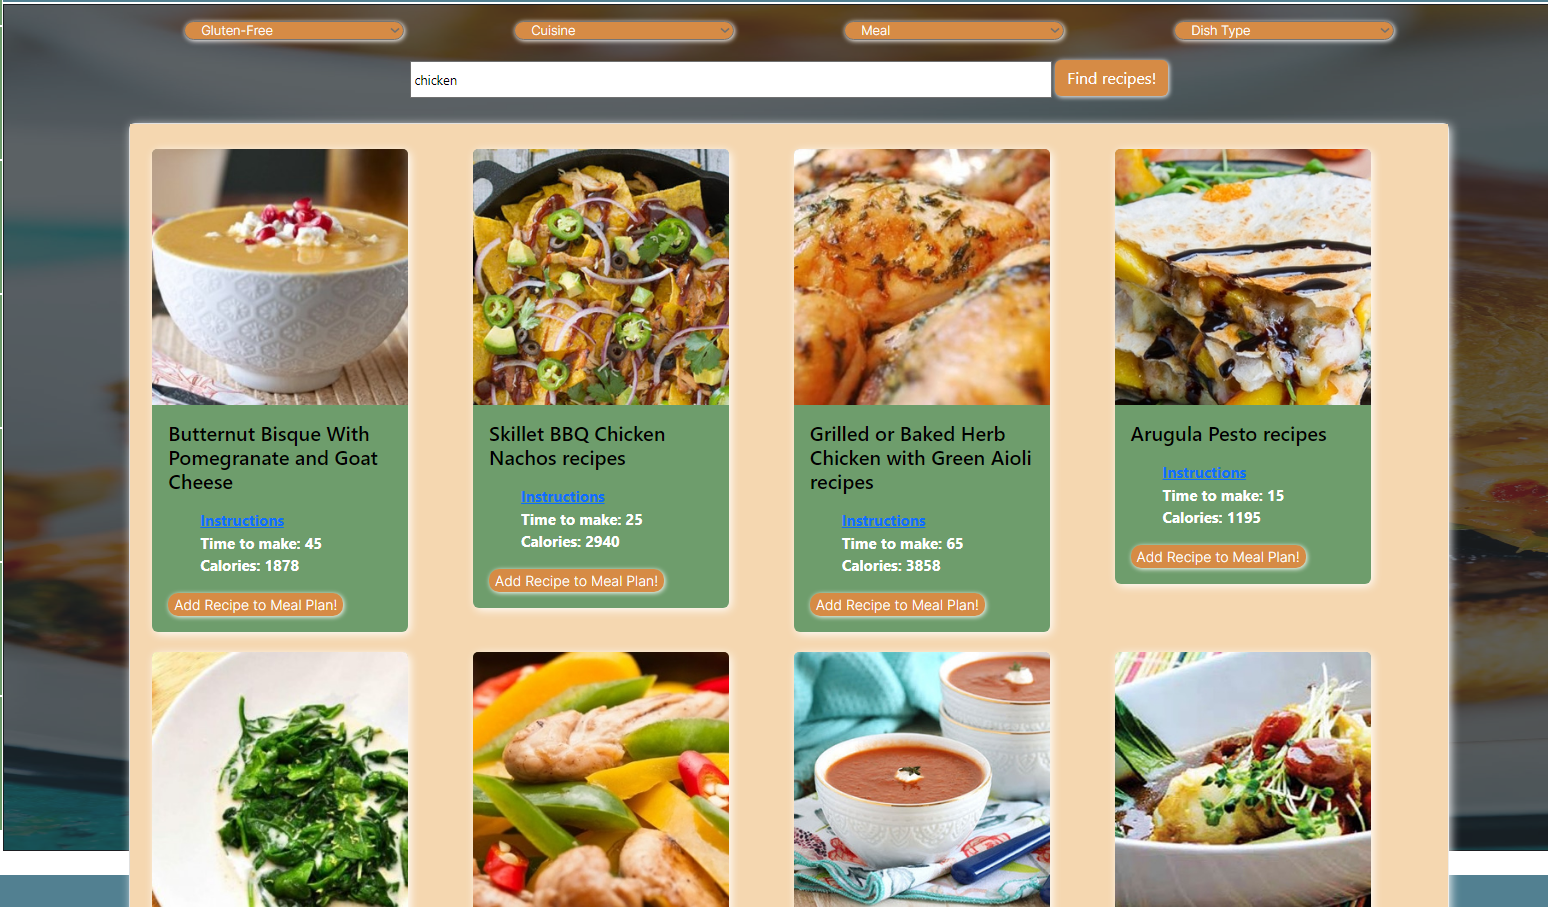 Gluten-Free
Cuisine
Meal
Dish Type
chicken
Find recipes!
Butternut Bisque With
Pomegranate and Goat
Cheese
Instructions
Time to make: 45
Calories: 1878
Add Recipe to Meal Plan!
Skillet BBQ Chicken
Nachos recipes
Instructions
Time to make: 25
Calories: 2940
Add Recipe to Meal Plan!
Grilled or Baked Herb
Chicken with Green Aioli
recipes
Instructions
Time to make: 65
Calories: 3858
Add Recipe to Meal Plan!
Arugula Pesto recipes
Instructions
Time to make: 15
Calories: 1195
Add Recipe to Meal Plan!